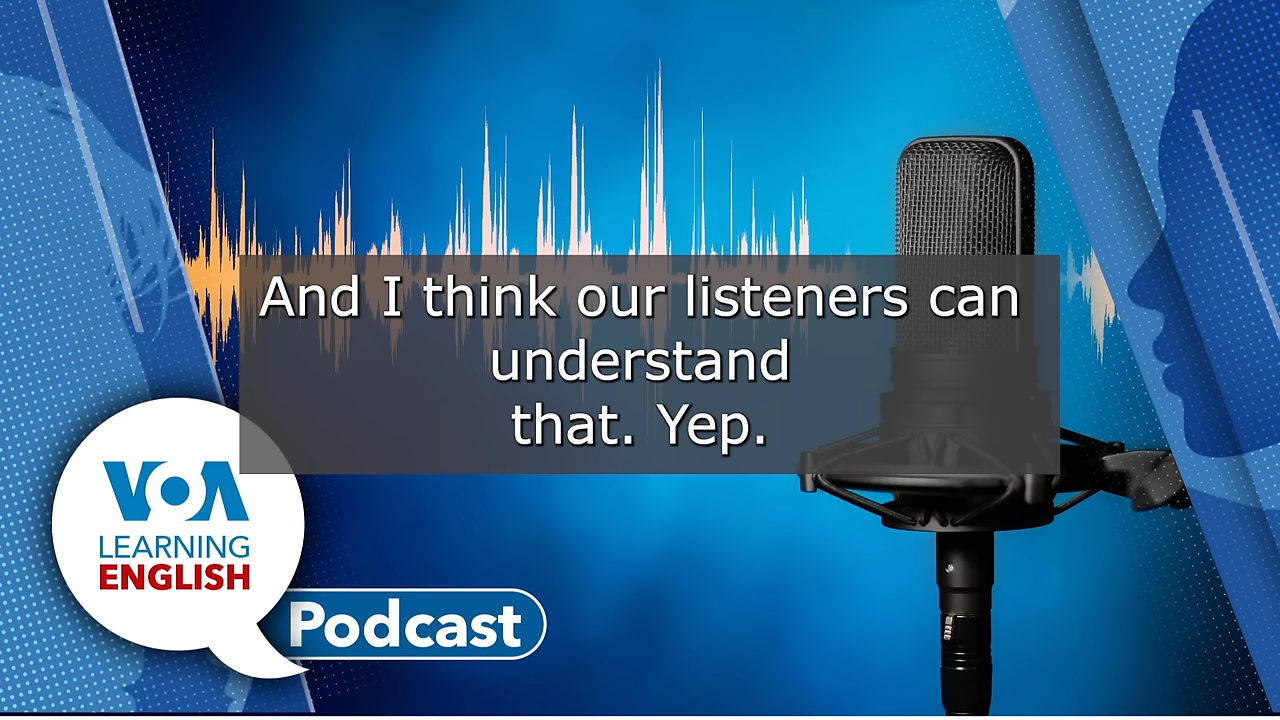 And I think our listeners can
understand
that. Yep.
VOA
LEARNING
ENGLISH
Podcast